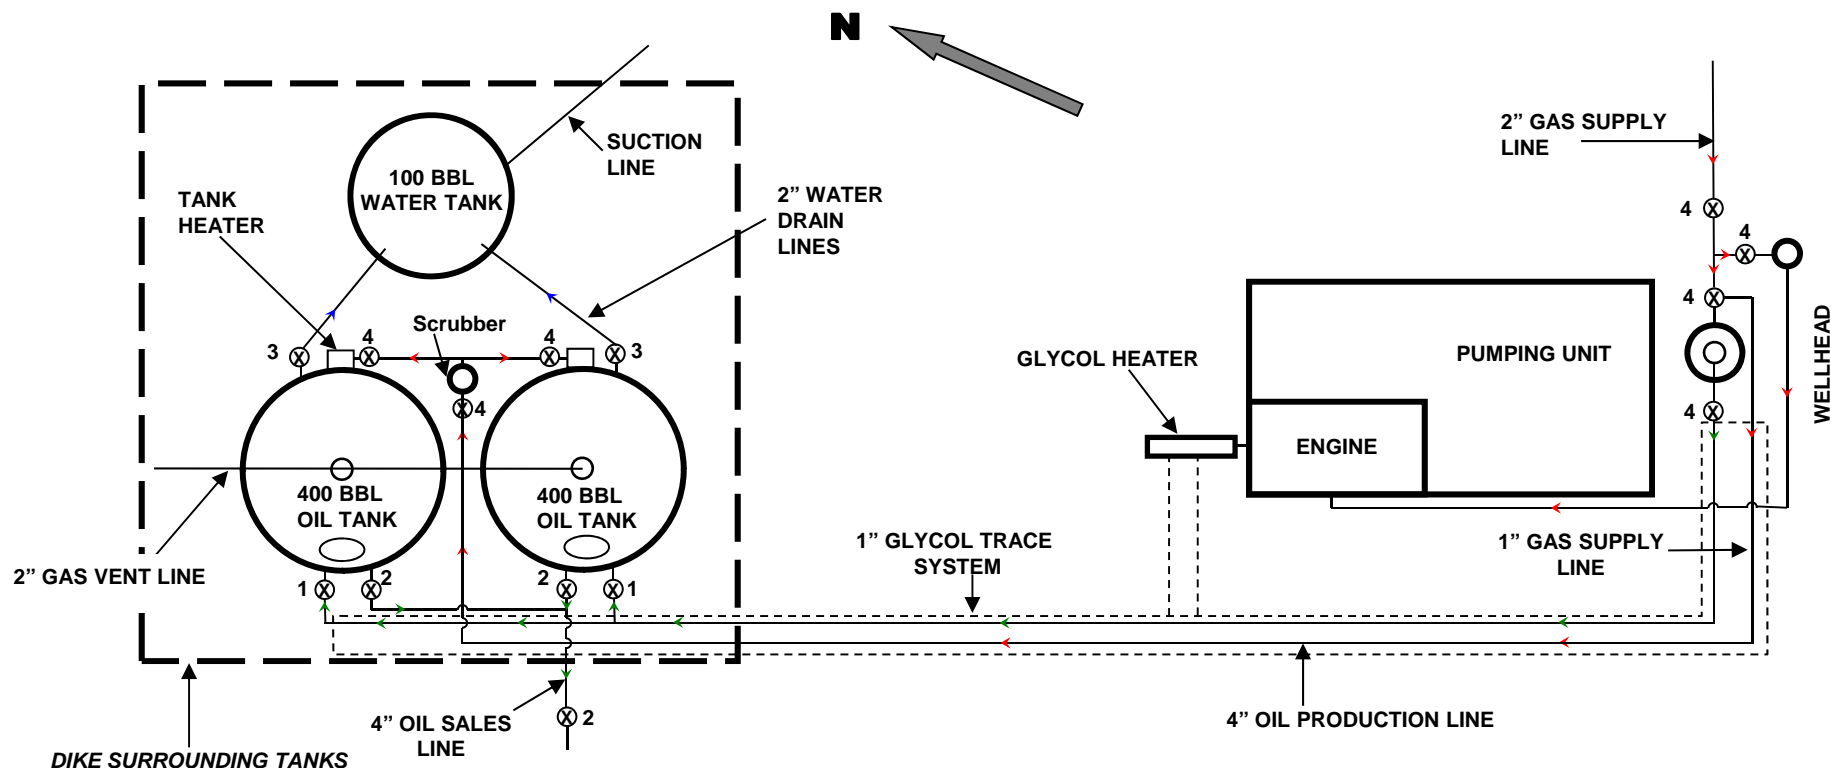 N
2” GAS SUPPLY
LINE
SUCTION
LINE
100 BBL
WATER TANK
TANK
HEATER
2” WATER
DRAIN
LINES
4
4
4
WELLHEAD
PUMPING UNIT
GLYCOL HEATER
Scrubber
3
4
4
3
4
4
ENGINE
400 BBL
OIL TANK
400 BBL
OIL TANK
1” GLYCOL TRACE
SYSTEM
1” GAS SUPPLY
LINE
2” GAS VENT LINE
1
2
2
1
4” OIL SALES
LINE
2
4” OIL PRODUCTION LINE
DIKE SURROUNDING TANKS